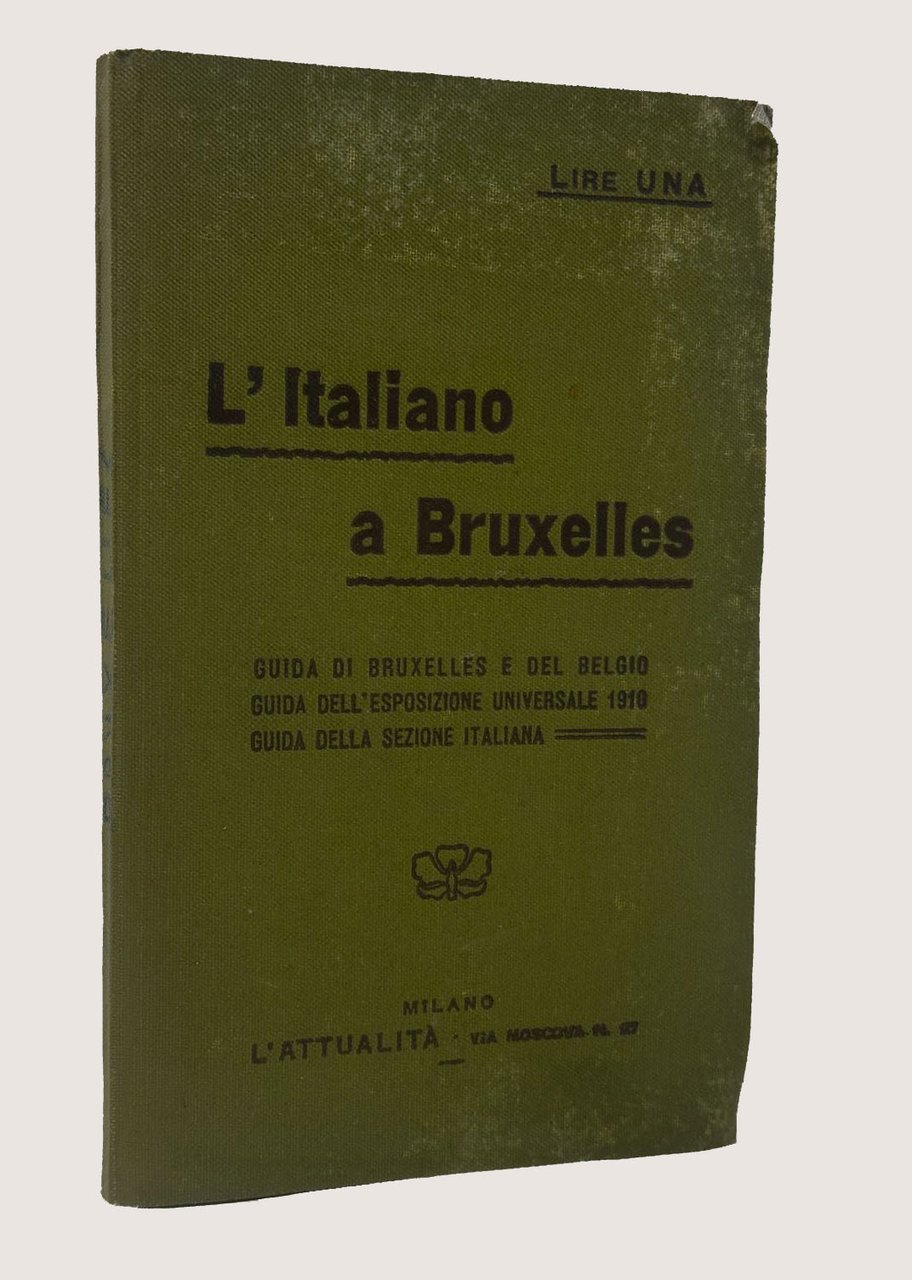 LIRE UNA
L'Italiano
a Bruxelles
GUIDA DI BRUXELLES E DEL BELGIO
GUIDA DELL'ESPOSIZIONE UNIVERSALE 1910
GUIDA DELLA SEZIONE ITALIANA
MILANO
L'ATTUALITÀ · VIA MOSCOVA N.